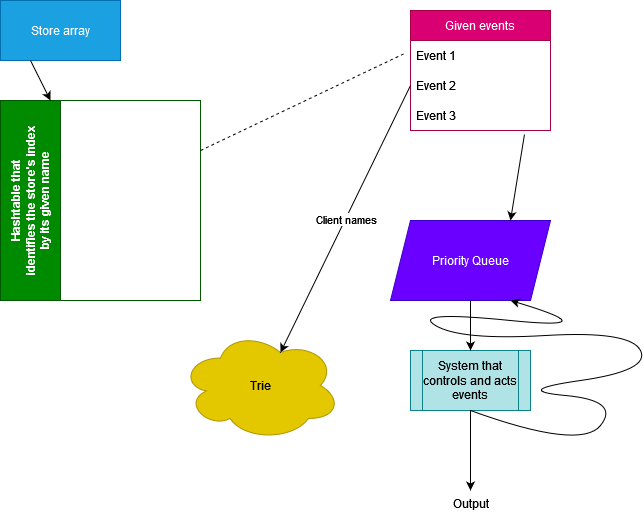 Store array
Given events
Event 1
Event 2
Event 3
Hashtable that
identifies the store's index
by its given name
Client names
Priority Queue
Trie
System that
controls and acts
events
Output